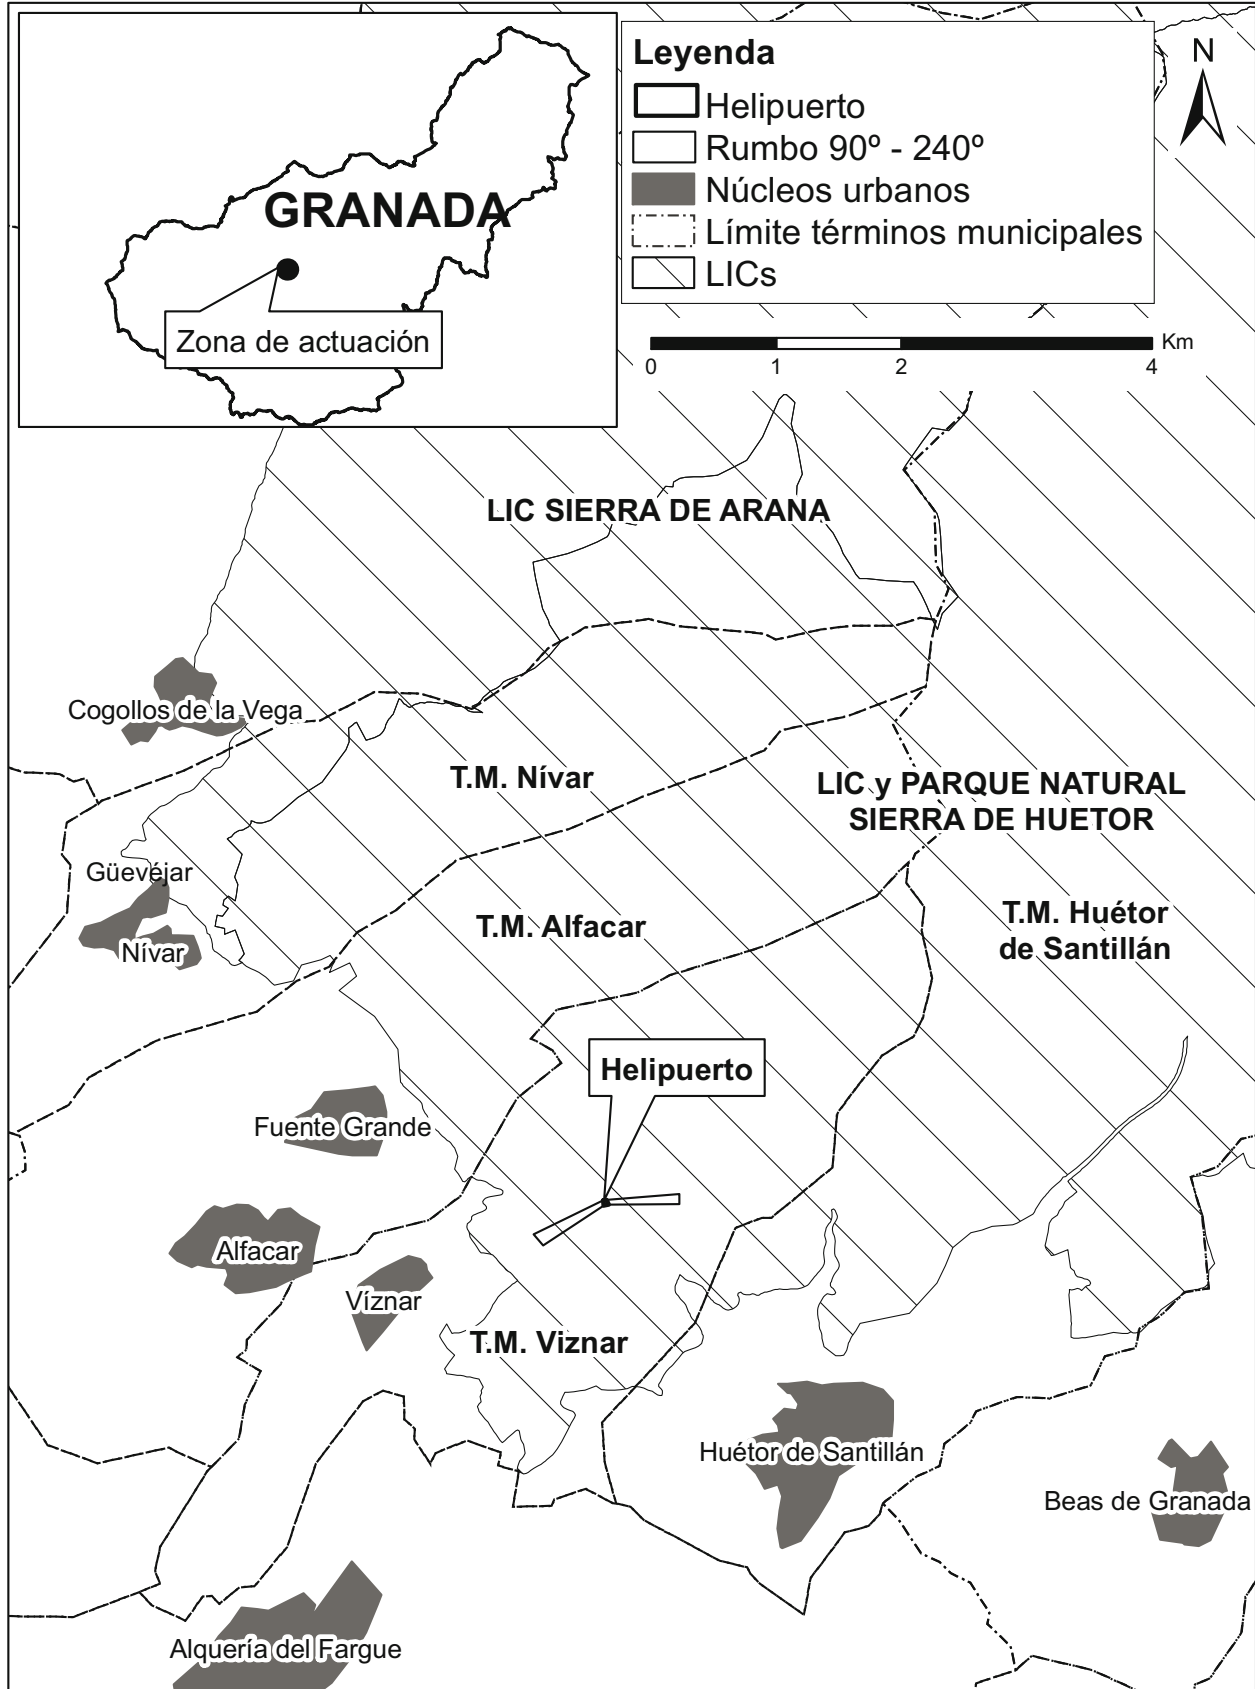 GRANADA
Zona de actuación
Leyenda
Helipuerto
Rumbo 90º - 240º
Núcleos urbanos
Límite términos municipales
LICs
N
Km
0
1
2
4
LIC SIERRA DE ARANA
Cogollos de la Vega
T.M. Nívar
LIC y PARQUE NATURAL
SIERRA DE HUETOR
Güevéjar
Nívar
T.M. Alfacar
T.M. Huétor
de Santillán
Helipuerto
Fuente Grande
Alfacar
Víznar
T.M. Viznar
Huétor de Santillán
Beas de Granada
Alquería del Fargue